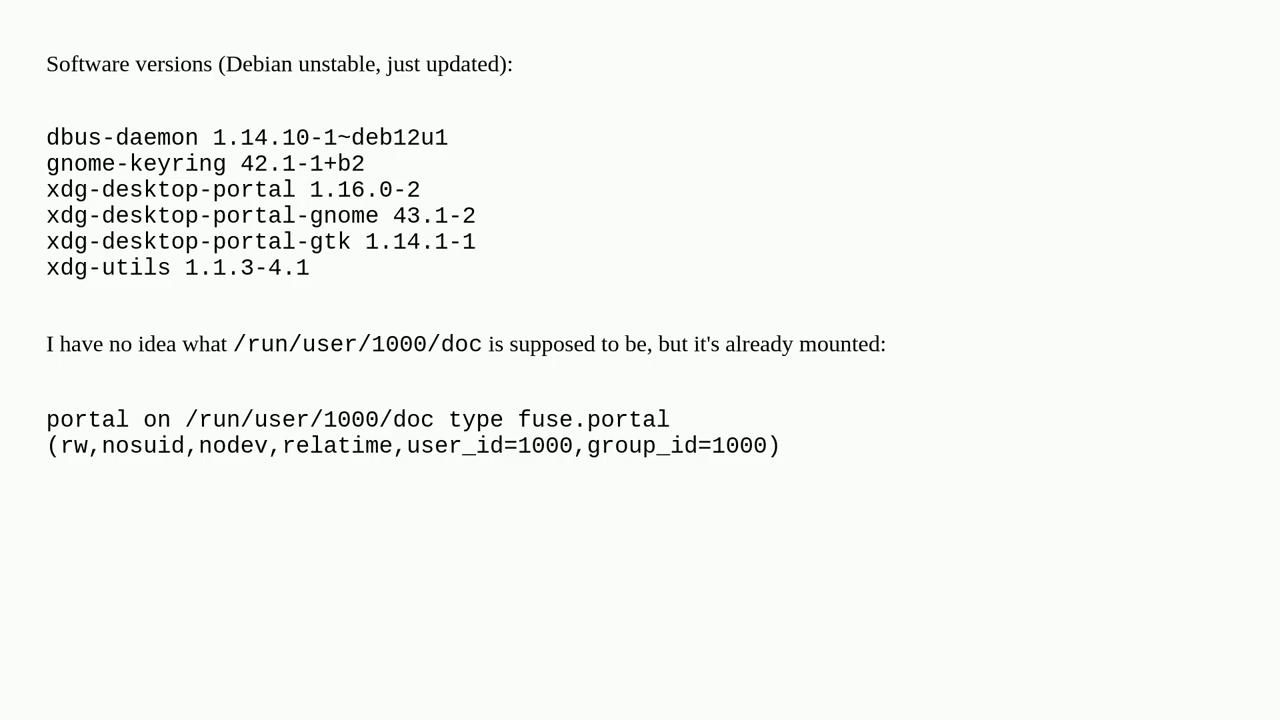 Software versions (Debian unstable, just updated):
dbus-daemon 1.14.10-1~deb12u1
gnome-keyring 42.1-1+b2
xdg-desktop-portal 1.16.0-2
xdg-desktop-portal-gnome 43.1-2
xdg-desktop-portal-gtk 1.14.1-1
xdg-utils 1.1.3-4.1
I have no idea what /run/user/1000/doc is supposed to be, but it's already mounted:
portal on /run/user/1000/doc type fuse.portal
(rw,nosuid,nodev,relatime,user_id=1000,group_id=1000)